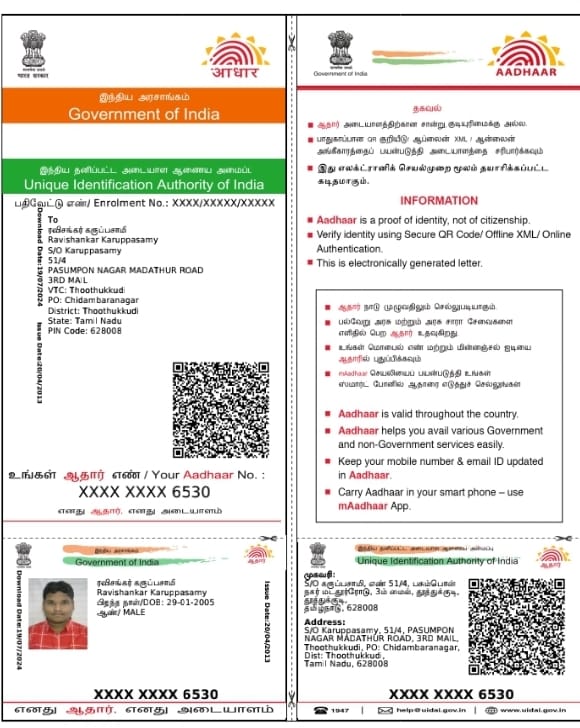 भारत सरकार
आधार
இந்திய அரசாங்கம்
Government of India
இந்திய தனிப்பட்ட அடையாள ஆணைய அமைப்பு
Unique Identification Authority of India
பதிவேட்டு எண்/ Enrolment No.: XXXX/XXXXX/XXXXX
Download Date:19/07/2024
Issue Date:20/04/2013
To
ரவிசங்கர் கருப்பசாமி
Ravishankar Karuppasamy
S/O Karuppasamy
51/4
PASUMPON NAGAR MADATHUR ROAD
3RD MAIL
VTC: Thoothukkudi
PO: Chidambaranagar
District: Thoothukkudi
State: Tamil Nadu
PIN Code: 628008
உங்கள் ஆதார் எண் / Your Aadhaar No. :
XXXX XXXX 6530
எனது ஆதார், எனது அடையாளம்
Government of India
AADHAAR
தகவல்
ஆதார் அடையாளத்திற்கான சான்று குடியுரிமைக்கு அல்ல.
பாதுகாப்பான QR குறியீடு/ ஆப்லைன் XML / ஆன்லைன்
அங்கீகாரத்தைப் பயன்படுத்தி அடையாளத்தை சரிபார்க்கவும்
இது எலக்ட்ரானிக் செயல்முறை மூலம் தயாரிக்கப்பட்ட
கடிதமாகும்.
INFORMATION
Aadhaar is a proof of identity, not of citizenship.
Verify identity using Secure QR Code/ Offline XML/ Online
Authentication.
This is electronically generated letter.
ஆதார் நாடு முழுவதிலும் செல்லுபடியாகும்.
பல்வேறு அரசு மற்றும் அரசு சாரா சேவைகளை
எளிதில் பெற ஆதார் உதவுகிறது.
உங்கள் மொபைல் எண் மற்றும் மின்னஞ்சல் ஐடியை
ஆதாரில் புதுப்பிக்கவும்
mAadhaar செயலியைப் பயன்படுத்தி உங்கள்
ஸ்மார்ட் போனில் ஆதாரை எடுத்துச் செல்லுங்கள்
Aadhaar is valid throughout the country.
Aadhaar helps you avail various Government
and non-Government services easily.
Keep your mobile number & email ID updated
in Aadhaar.
Carry Aadhaar in your smart phone – use
mAadhaar App.
இந்திய அரசாங்கம்
Government of India
ஆதார்
Download Date:19/07/2024
ரவிசங்கர் கருப்பசாமி
Ravishankar Karuppasamy
பிறந்த நாள்/DOB: 29-01-2005
ஆண்/ MALE
Issue Date:20/04/2013
XXXX XXXX 6530
எனது ஆதார், எனது அடையாளம்
இந்திய தனிப்பட்ட அடையாள ஆணைய அமைப்பு
Unique Identification Authority of India
ஆதார்
முகவரி:
S/O கருப்பசாமி, எண் 51/4, பசும்பொன்
நகர் மடதூர்ரோடு, 3ம் மைல், தூத்துக்குடி,
தூத்துக்குடி,
தமிழ்நாடு, 628008
Address:
S/O Karuppasamy, 51/4, PASUMPON
NAGAR MADATHUR ROAD, 3RD MAIL,
Thoothukkudi, PO: Chidambaranagar,
Dist: Thoothukkudi,
Tamil Nadu, 628008
XXXX XXXX 6530
1947
help@uidai.gov.in
www.uidai.gov.in